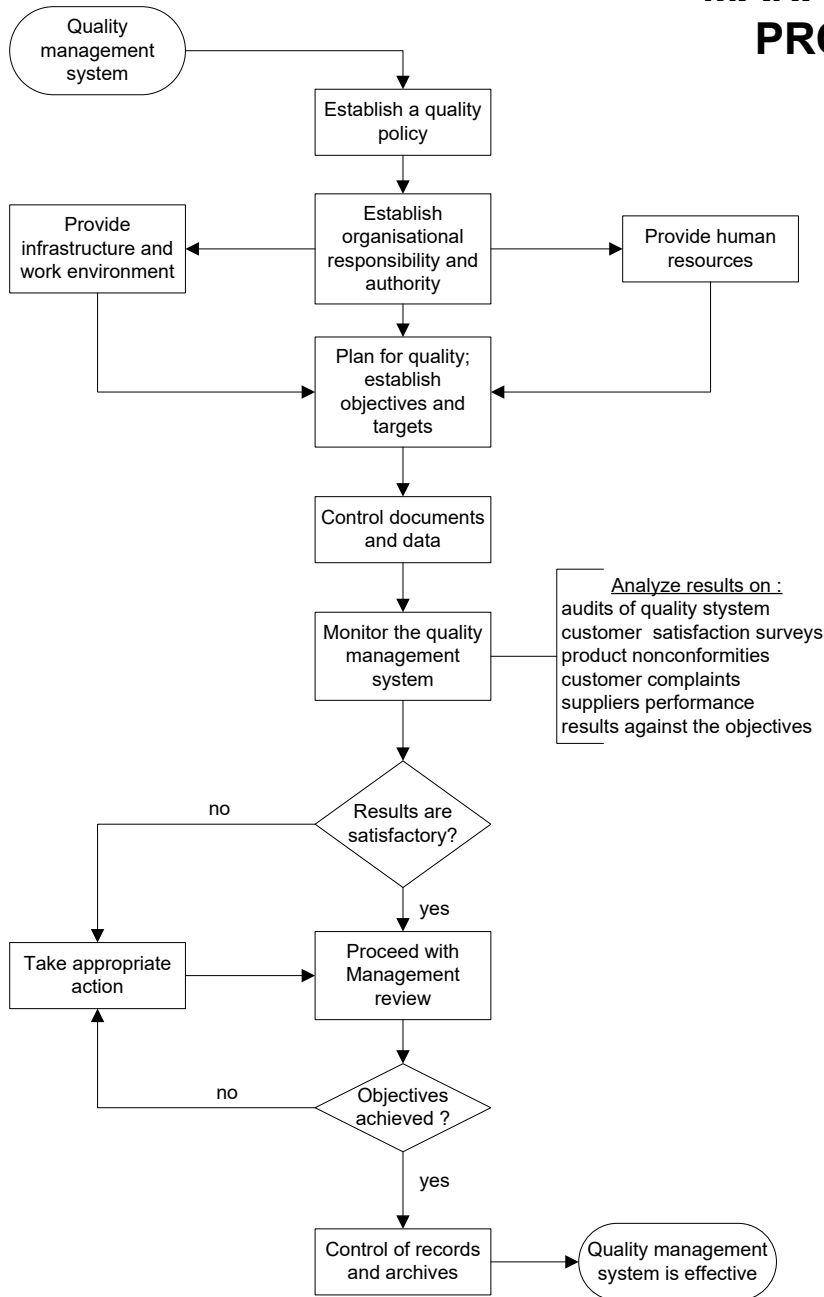 PRO
Quality
management
system
Establish a quality
policy
Provide
infrastructure and
work environment
Establish
organisational
responsibility and
authority
Provide human
resources
Plan for quality;
establish
objectives and
targets
Control documents
and data
Monitor the quality
management
system
Analyze results on :
audits of quality stystem
customer  satisfaction surveys
product nonconformities
customer complaints
suppliers performance
results against the objectives
Results are
satisfactory?
no
yes
Take appropriate
action
Proceed with
Management
review
Objectives
achieved ?
no
yes
Control of records
and archives
Quality management
system is effective